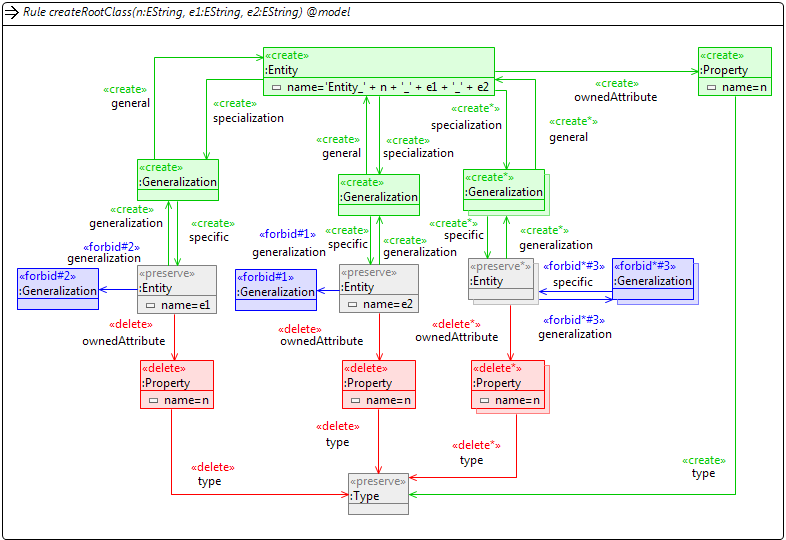 Rule createRootClass(n:EString, e1:EString, e2:EString) @model
«create»
:Entity
name='Entity_' + n + '_' + e1 + '_' + e2
«create»
:Property
name=n
«create»
general
«create»
specialization
«create»
general
«create»
specialization
«create*»
specialization
«create*»
general
«create»
ownedAttribute
«create»
:Generalization
«create»
:Generalization
«create*»
:Generalization
«create»
generalization
«create»
specific
«forbid#2»
generalization
«forbid#1»
generalization
«create»
specific
«create»
generalization
«create*»
specific
«create*»
generalization
«forbid#2»
:Generalization
«preserve»
:Entity
name=e1
«forbid#1»
:Generalization
«preserve»
:Entity
name=e2
«preserve*»
:Entity
«forbid*#3»
specific
«forbid*#3»
generalization
«forbid*#3»
:Generalization
«delete»
ownedAttribute
«delete»
ownedAttribute
«delete*»
ownedAttribute
«delete»
:Property
name=n
«delete»
:Property
name=n
«delete*»
:Property
name=n
«delete»
type
«delete»
type
«delete*»
type
«create»
type
«preserve»
:Type